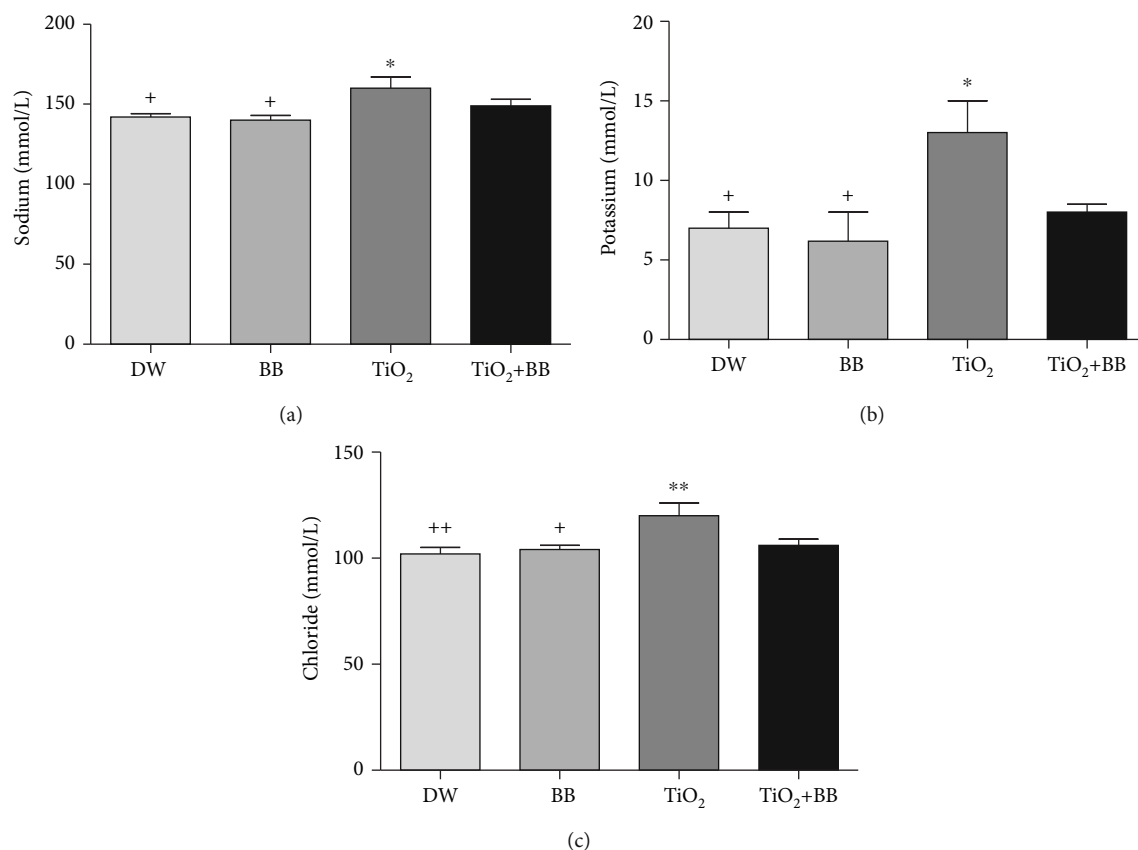 Sodium (mmol/L)
200
150
100
50
0
+
+
*
DW
BB
TiO₂
TiO₂+BB
(a)
Potassium (mmol/L)
20
15
10
5
0
+
+
*
DW
BB
TiO₂
TiO₂+BB
(b)
Chloride (mmol/L)
150
100
50
0
++
+
**
DW
BB
TiO₂
TiO₂+BB
(c)